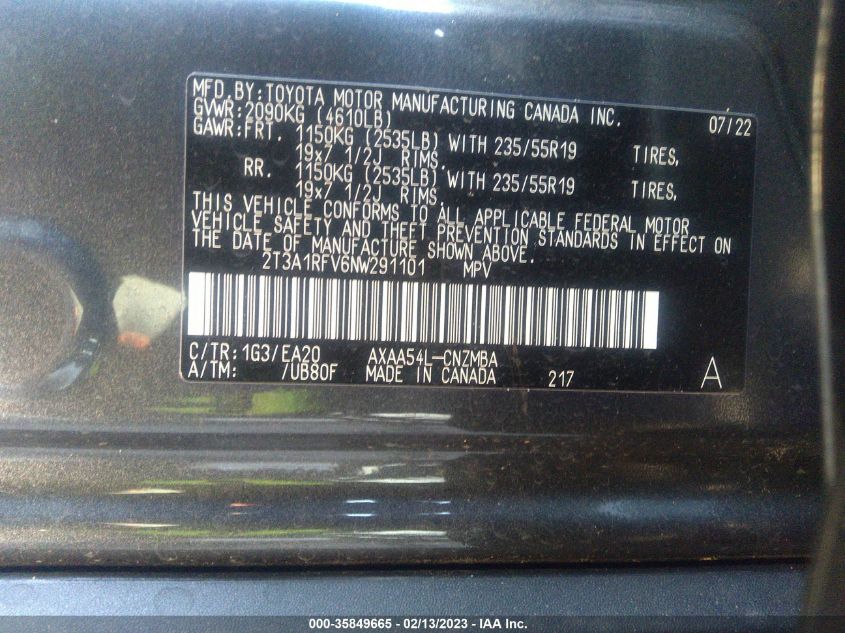 MFD.BY:TOYOTA MOTOR MANUFACTURING CANADA INC. 07/22
GVWR:2090KG (4610LB)
GAWR:FRT. 1150KG (2535LB) WITH 235/55R19 TIRES,
19x7 1/2J RIMS.
RR. 1150KG (2535LB) WITH 235/55R19 TIRES,
19x7 1/2J RIMS.
THIS VEHICLE CONFORMS TO ALL APPLICABLE FEDERAL MOTOR
VEHICLE SAFETY AND THEFT PREVENTION STANDARDS IN EFFECT ON
THE DATE OF MANUFACTURE SHOWN ABOVE.
2T3A1RFV6NW291101 MPV
C/TR: 1G3/EA20 AXAA54L-CNZMBA
A/TM: /UB80F MADE IN CANADA 217 A
000-35849665 - 02/13/2023 - IAA Inc.